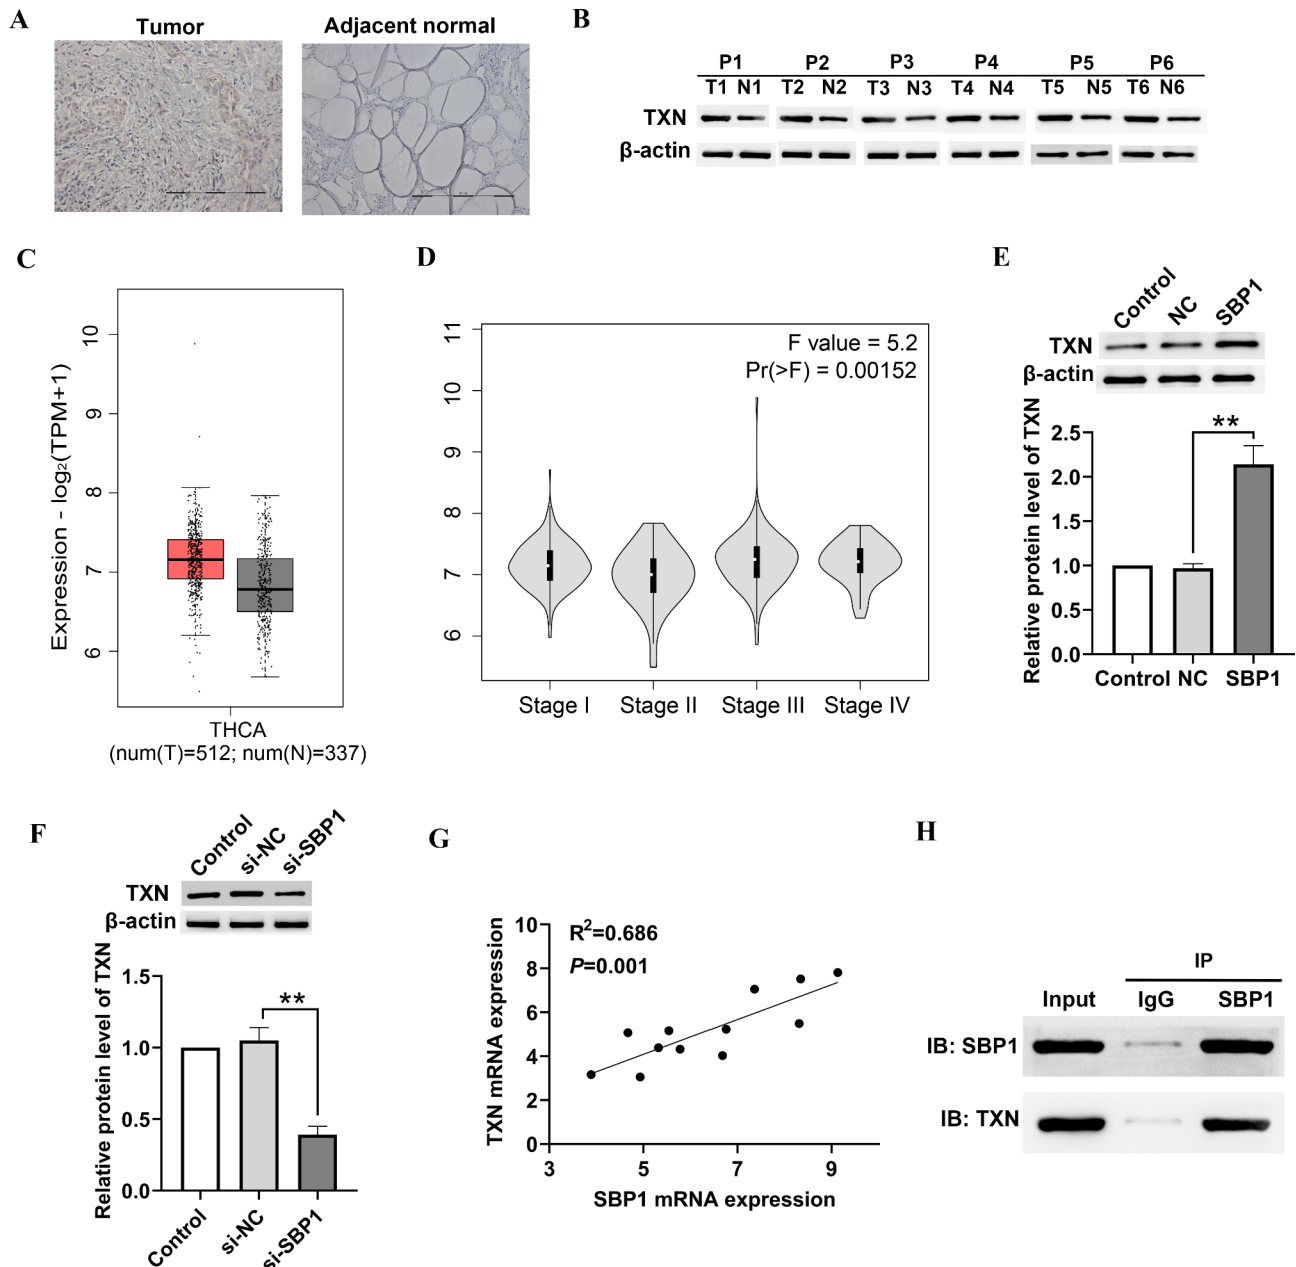 A
Tumor
Adjacent normal
B
P1 P2 P3 P4 P5 P6
T1 N1 T2 N2 T3 N3 T4 N4 T5 N5 T6 N6
TXN
β-actin
C
Expression - log₂(TPM+1)
10
9
8
7
6
THCA
(num(T)=512; num(N)=337)
D
F value = 5.2
Pr(>F) = 0.00152
11
10
9
8
7
6
Stage I Stage II Stage III Stage IV
E
Control NC SBP1
TXN
β-actin
Relative protein level of TXN
**
2.5
2.0
1.5
1.0
0.5
0.0
Control NC SBP1
F
Control si-NC si-SBP1
TXN
β-actin
Relative protein level of TXN
**
1.5
1.0
0.5
0.0
Control si-NC si-SBP1
G
R²=0.686
P=0.001
TXN mRNA expression
10
8
6
4
2
0
3 5 7 9
SBP1 mRNA expression
H
IP
Input IgG SBP1
IB: SBP1
IB: TXN